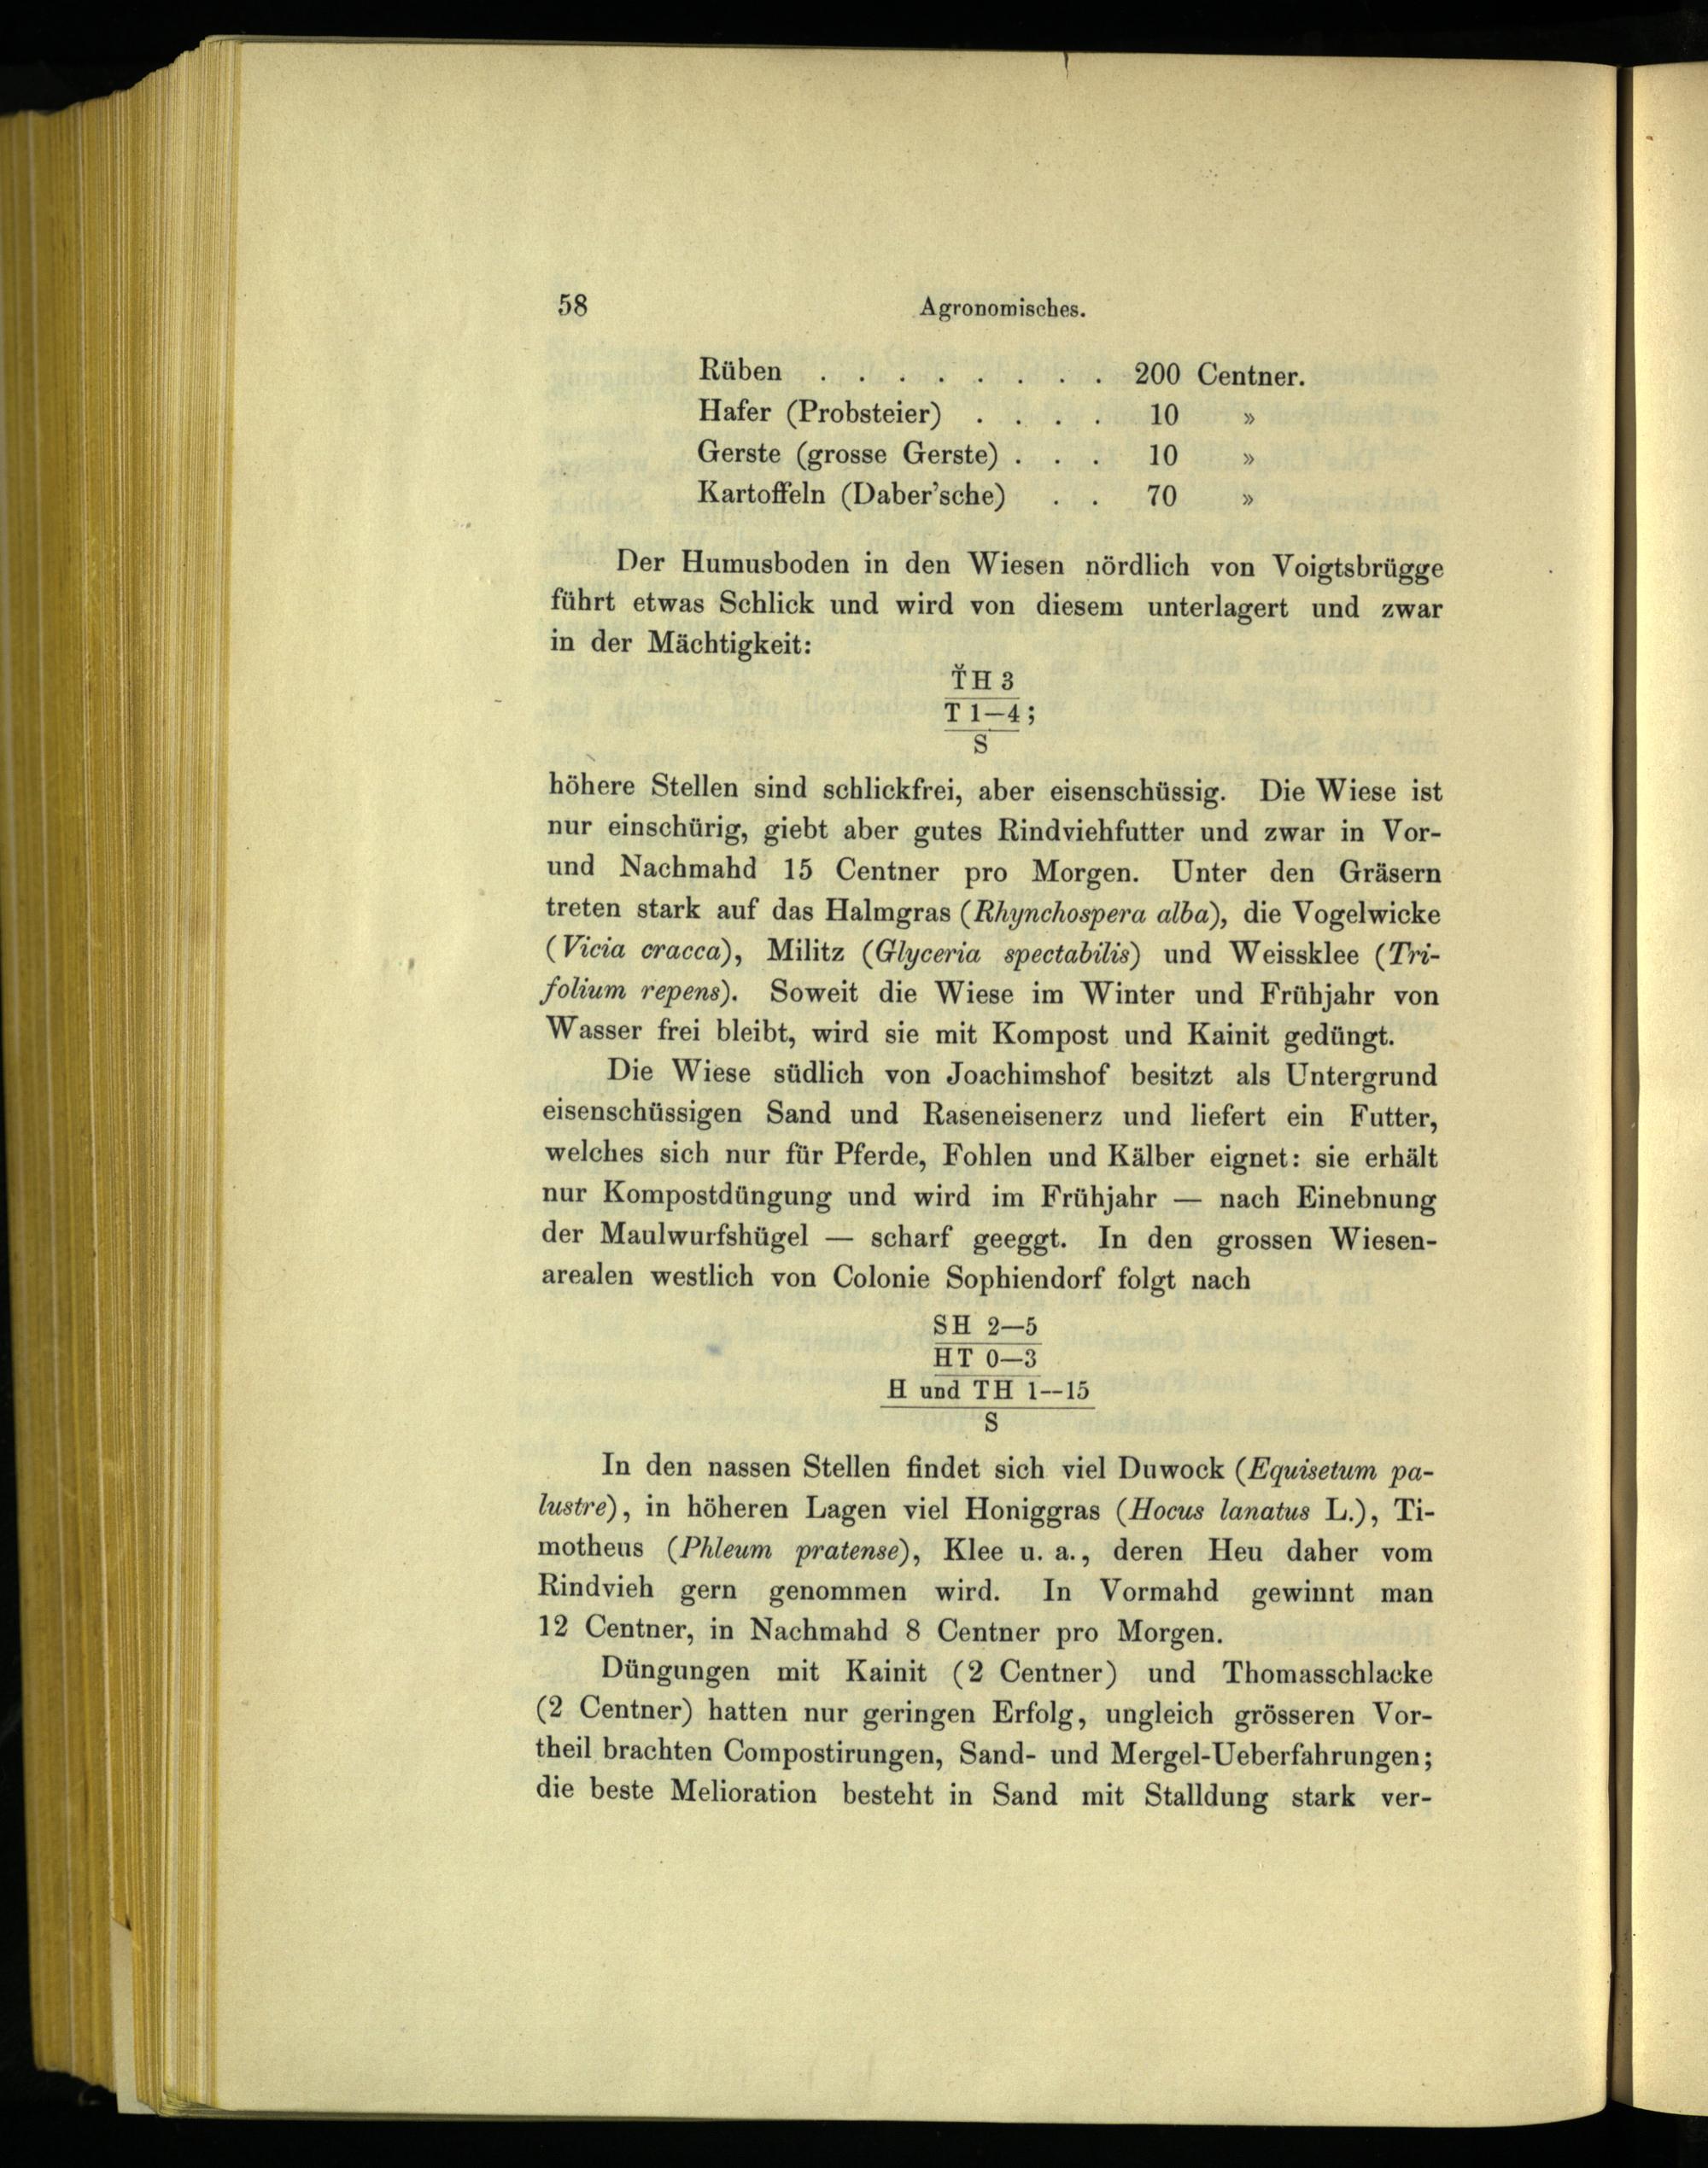 58 Agronomisches.
Rüben . . . . . . . . 200 Centner.
Hafer (Probsteier) . . . . 10 »
Gerste (grosse Gerste) . . . 10 »
Kartoffeln (Daber'sche) . . 70 »
Der Humusboden in den Wiesen nördlich von Voigtsbrügge
führt etwas Schlick und wird von diesem unterlagert und zwar
in der Mächtigkeit:
ŤH 3
T 1—4;
S
höhere Stellen sind schlickfrei, aber eisenschüssig. Die Wiese ist
nur einschürig, giebt aber gutes Rindviehfutter und zwar in Vor-
und Nachmahd 15 Centner pro Morgen. Unter den Gräsern
treten stark auf das Halmgras (Rhynchospera alba), die Vogelwicke
(Vicia cracca), Militz (Glyceria spectabilis) und Weissklee (Tri-
folium repens). Soweit die Wiese im Winter und Frühjahr von
Wasser frei bleibt, wird sie mit Kompost und Kainit gedüngt.
Die Wiese südlich von Joachimshof besitzt als Untergrund
eisenschüssigen Sand und Raseneisenerz und liefert ein Futter,
welches sich nur für Pferde, Fohlen und Kälber eignet: sie erhält
nur Kompostdüngung und wird im Frühjahr — nach Einebnung
der Maulwurfshügel — scharf geeggt. In den grossen Wiesen-
arealen westlich von Colonie Sophiendorf folgt nach
SH 2—5
HT 0—3
H und TH 1—15
S
In den nassen Stellen findet sich viel Duwock (Equisetum pa-
lustre), in höheren Lagen viel Honiggras (Hocus lanatus L.), Ti-
motheus (Phleum pratense), Klee u. a., deren Heu daher vom
Rindvieh gern genommen wird. In Vormahd gewinnt man
12 Centner, in Nachmahd 8 Centner pro Morgen.
Düngungen mit Kainit (2 Centner) und Thomasschlacke
(2 Centner) hatten nur geringen Erfolg, ungleich grösseren Vor-
theil brachten Compostirungen, Sand- und Mergel-Ueberfahrungen;
die beste Melioration besteht in Sand mit Stalldung stark ver-